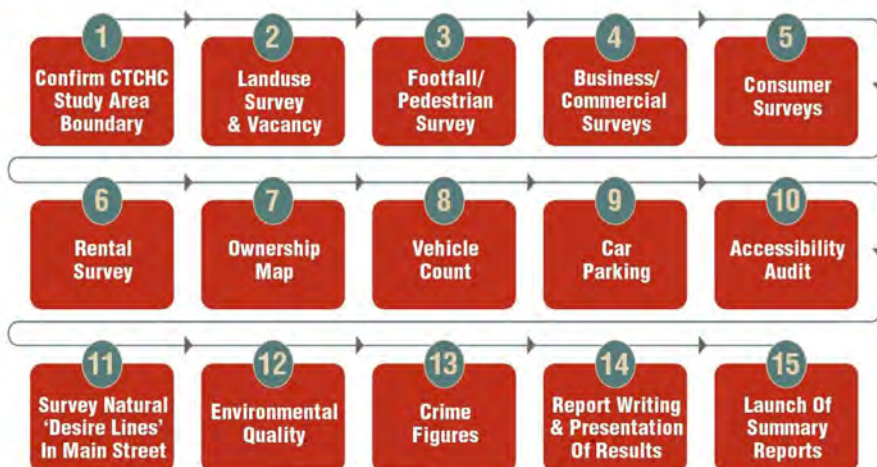 1
Confirm CTCHC
Study Area
Boundary
2
Landuse
Survey
& Vacancy
3
Footfall/
Pedestrian
Survey
4
Business/
Commercial
Surveys
5
Consumer
Surveys
6
Rental
Survey
7
Ownership
Map
8
Vehicle
Count
9
Car
Parking
10
Accessibility
Audit
11
Survey Natural
‘Desire Lines’
In Main Street
12
Environmental
Quality
13
Crime
Figures
14
Report Writing
& Presentation
Of Results
15
Launch Of
Summary
Reports